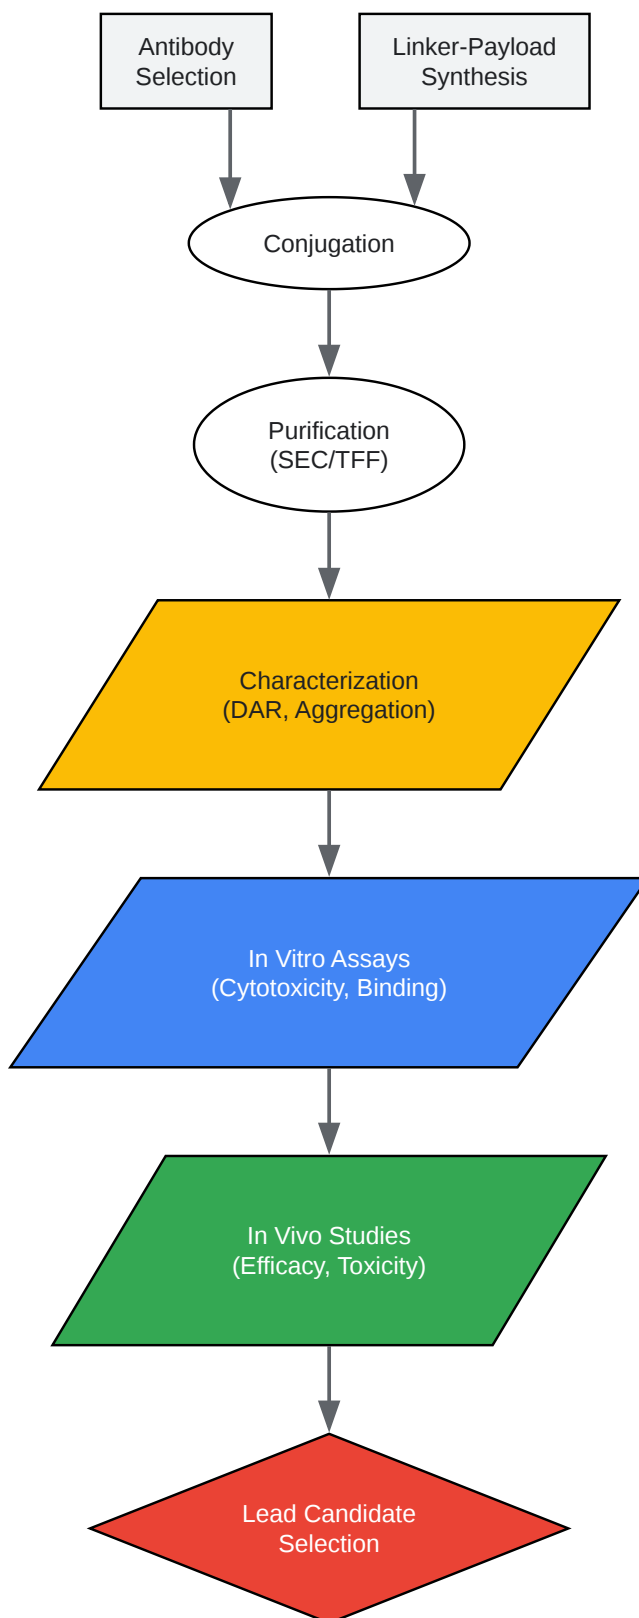 Antibody
Selection
Linker-Payload
Synthesis
Conjugation
Purification
(SEC/TFF)
Characterization
(DAR, Aggregation)
In Vitro Assays
(Cytotoxicity, Binding)
In Vivo Studies
(Efficacy, Toxicity)
Lead Candidate
Selection